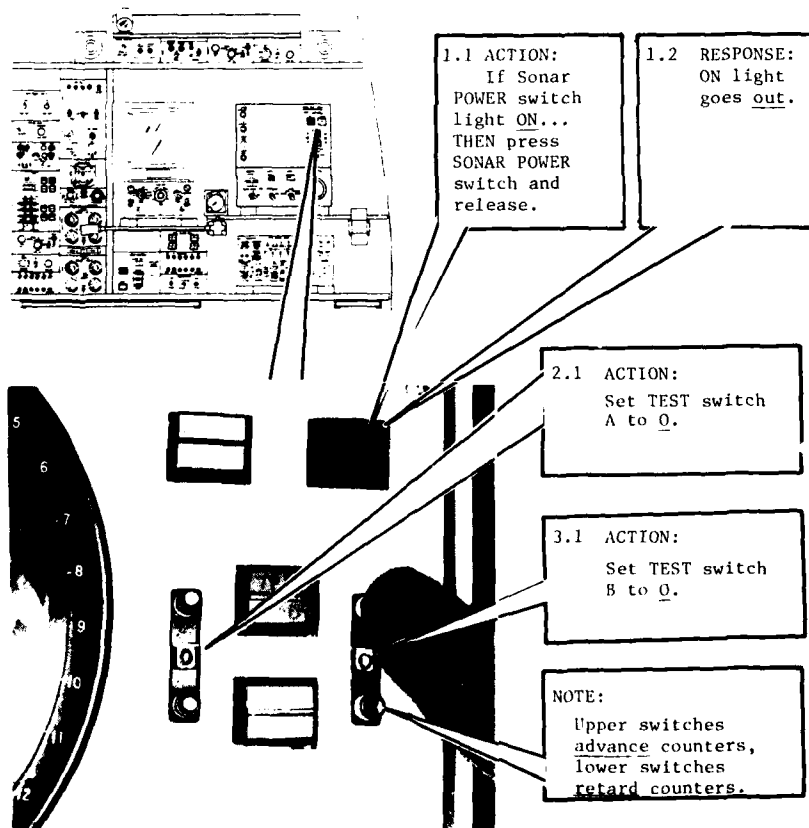 1.1 ACTION:
If Sonar
POWER switch
light ON...
THEN press
SONAR POWER
switch and
release.
1.2 RESPONSE:
ON light
goes out.
2.1 ACTION:
Set TEST switch
A to 0.
3.1 ACTION:
Set TEST switch
B to 0.
NOTE:
Upper switches
advance counters,
lower switches
retard counters.
5
6
7
8
9
10
11
12
0
0